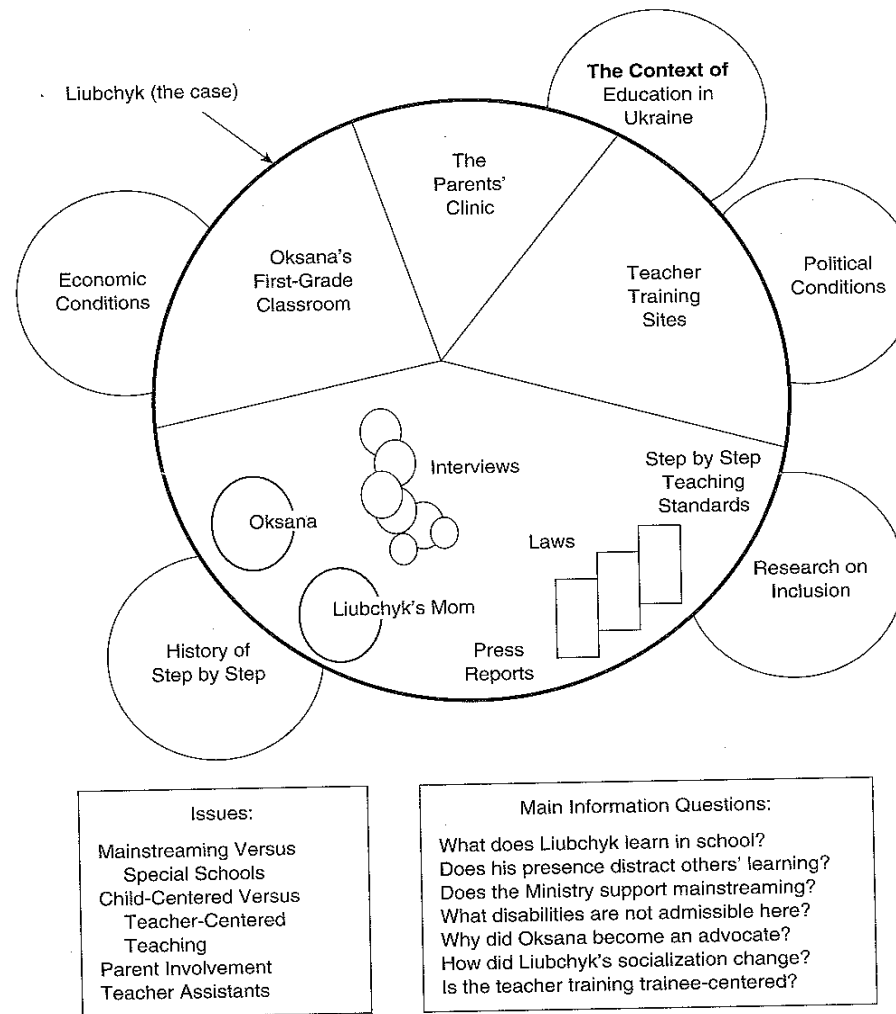 Liubchyk (the case)
The Context of
Education in
Ukraine
The
Parents'
Clinic
Oksana's
First-Grade
Classroom
Teacher
Training
Sites
Economic
Conditions
Political
Conditions
Interviews
Oksana
Liubchyk's Mom
Step by Step
Teaching
Standards
Laws
Press
Reports
Research on
Inclusion
History of
Step by Step
Issues:
Mainstreaming Versus
Special Schools
Child-Centered Versus
Teacher-Centered
Teaching
Parent Involvement
Teacher Assistants
Main Information Questions:
What does Liubchyk learn in school?
Does his presence distract others' learning?
Does the Ministry support mainstreaming?
What disabilities are not admissible here?
Why did Oksana become an advocate?
How did Liubchyk's socialization change?
Is the teacher training trainee-centered?